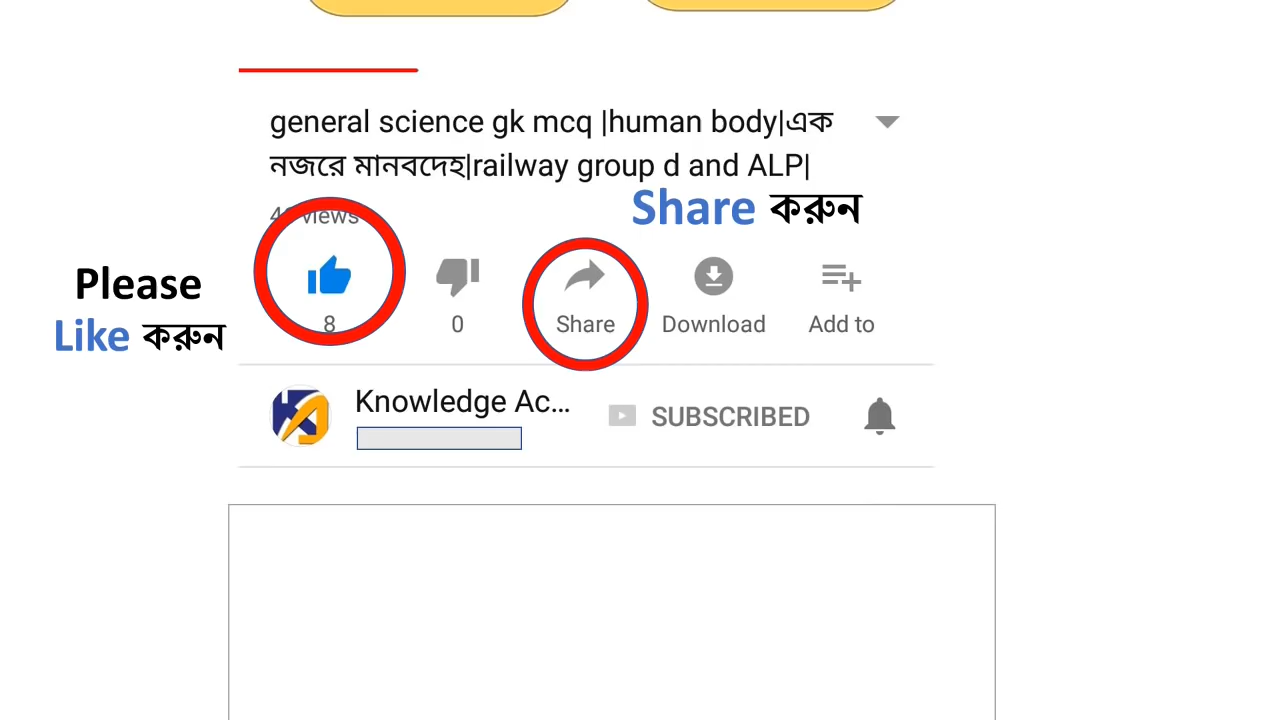 general science gk mcq |human body|এক
নজরে মানবদেহ|railway group d and ALP|
Share করুন
views
Please
Like করুন
8
0
Share
Download
Add to
Knowledge Ac...
SUBSCRIBED